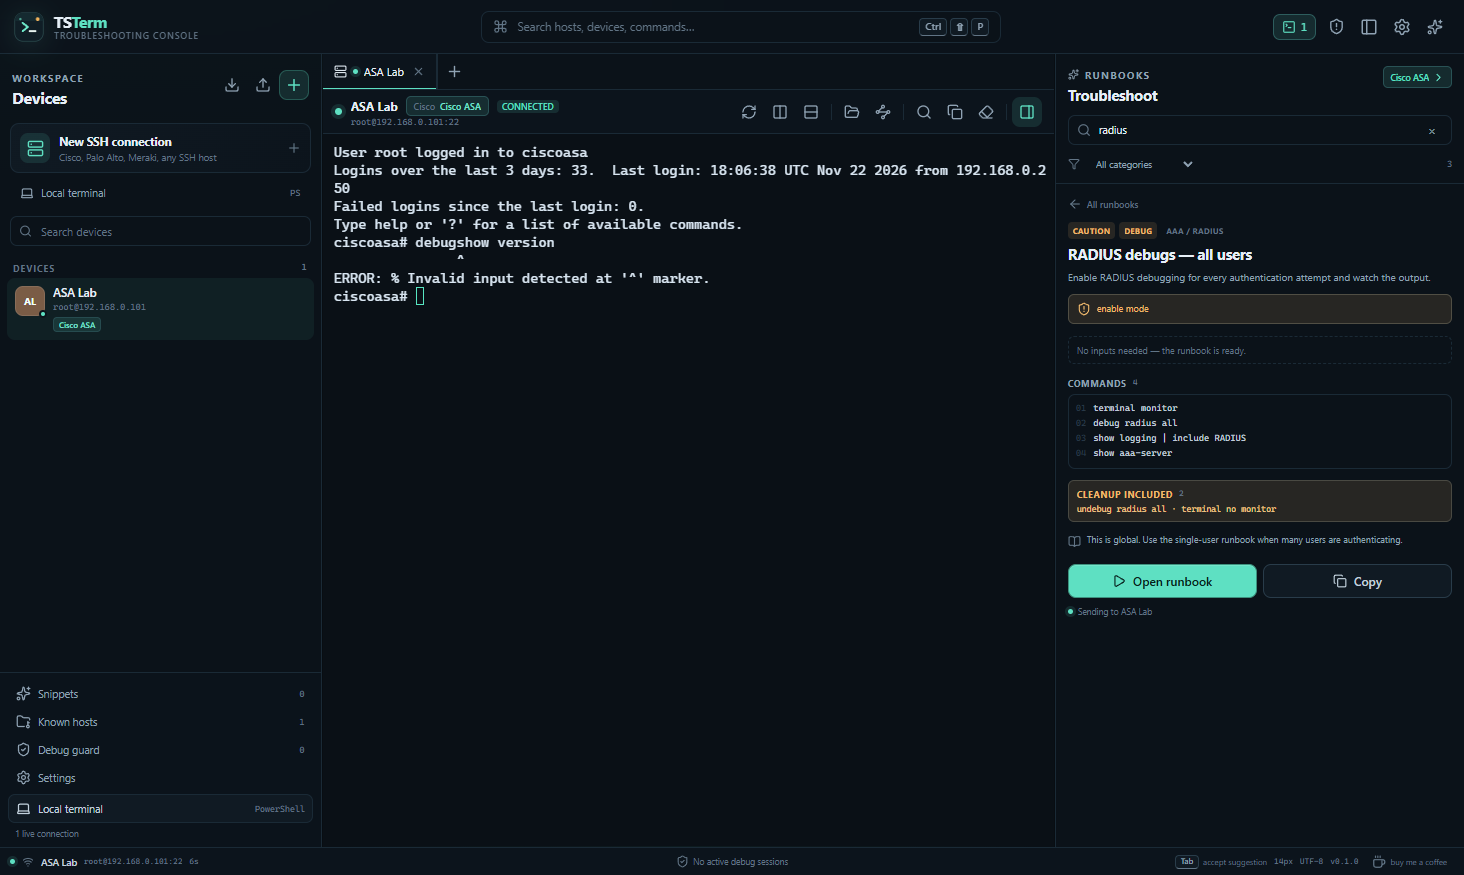 TSTerm
TROUBLESHOOTING CONSOLE
Search hosts, devices, commands...
Ctrl ⇧ P
1
WORKSPACE
Devices
New SSH connection
Cisco, Palo Alto, Meraki, any SSH host
Local terminal PS
Search devices
DEVICES 1
AL
ASA Lab
root@192.168.0.101
Cisco ASA
Snippets 0
Known hosts 1
Debug guard 0
Settings
Local terminal PowerShell
1 live connection
ASA Lab
ASA Lab Cisco Cisco ASA CONNECTED
root@192.168.0.101:22
User root logged in to ciscoasa
Logins over the last 3 days: 33.  Last login: 18:06:38 UTC Nov 22 2026 from 192.168.0.2
50
Failed logins since the last login: 0.
Type help or '?' for a list of available commands.
ciscoasa# debugshow version
^
ERROR: % Invalid input detected at '^' marker.
ciscoasa#
RUNBOOKS
Troubleshoot
Cisco ASA
radius
All categories 3
All runbooks
CAUTION DEBUG AAA / RADIUS
RADIUS debugs — all users
Enable RADIUS debugging for every authentication attempt and watch the output.
enable mode
No inputs needed — the runbook is ready.
COMMANDS 4
01 terminal monitor
02 debug radius all
03 show logging | include RADIUS
04 show aaa-server
CLEANUP INCLUDED 2
undebug radius all · terminal no monitor
This is global. Use the single-user runbook when many users are authenticating.
Open runbook
Copy
Sending to ASA Lab
ASA Lab root@192.168.0.101:22 6s
No active debug sessions
Tab accept suggestion 14px UTF-8 v0.1.0 buy me a coffee